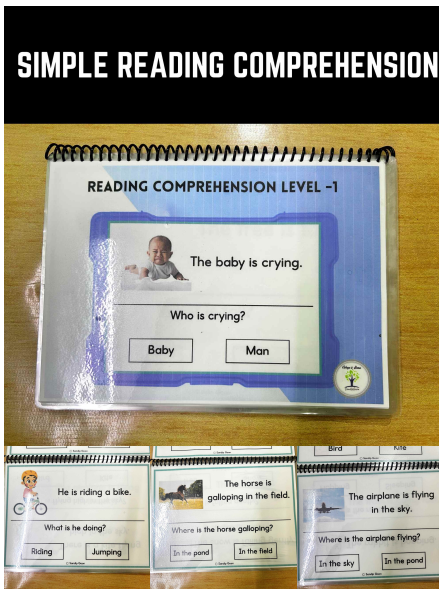 SIMPLE READING COMPREHENSION
READING COMPREHENSION LEVEL -1
The baby is crying.
Who is crying?
Baby
Man
He is riding a bike.
What is he doing?
Riding
Jumping
The horse is
galloping in the field.
Where is the horse galloping?
In the pond
In the field
Bird
Kite
The airplane is flying
in the sky.
Where is the airplane flying?
In the sky
In the pond